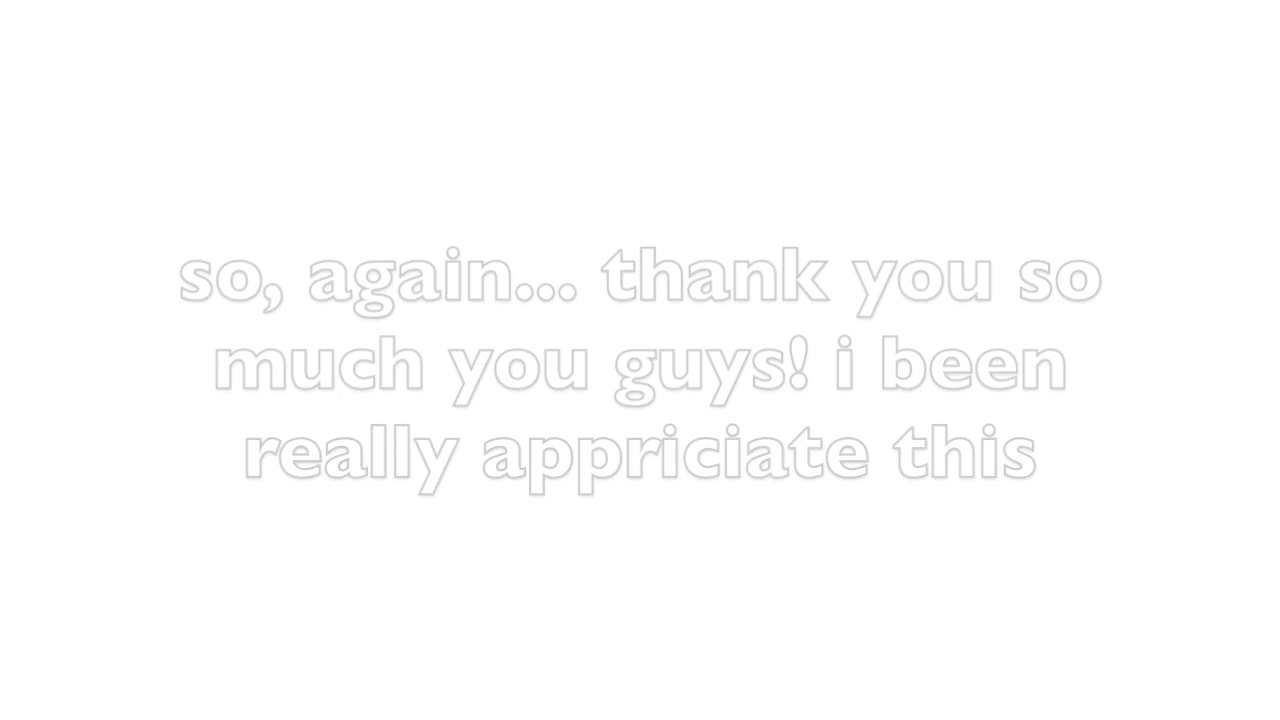 so, again... thank you so
much you guys! i been
really appriciate this